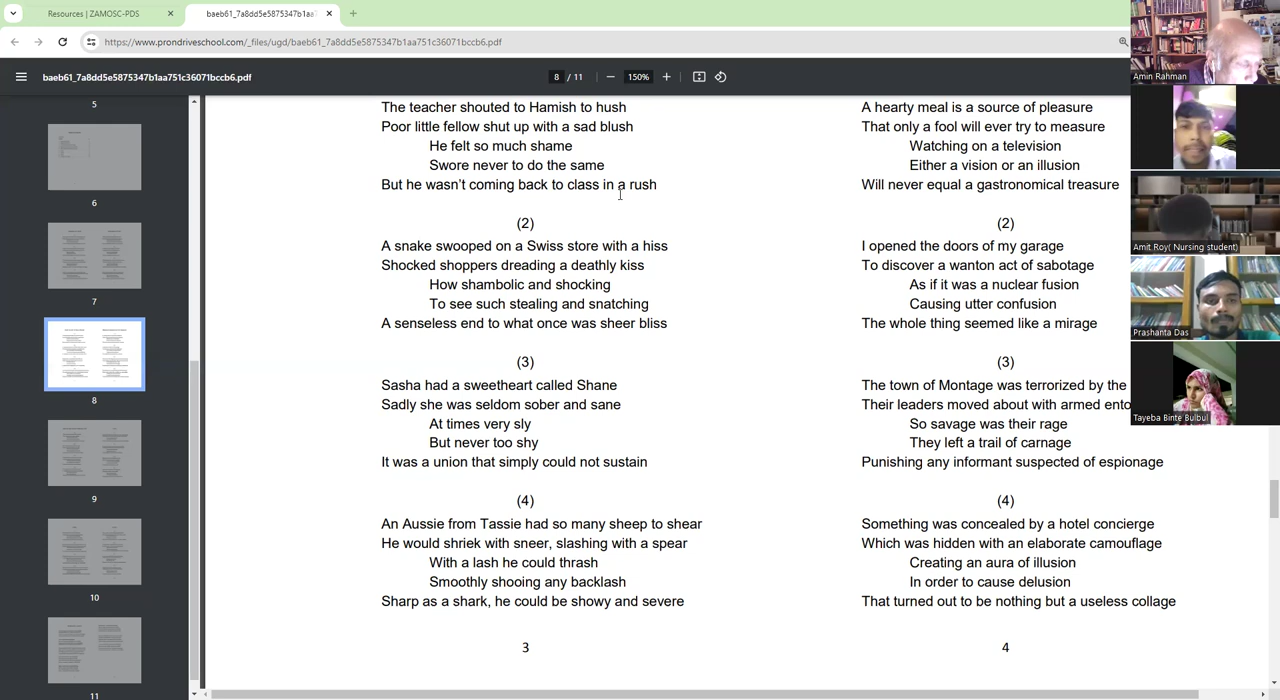 Resources | ZAMOSC-PDS
baeb61_7a8dd5e5875347b1aa7
https://www.prondriveschool.com/_files/ugd/baeb61_7a8dd5e5875347b1aa751c36071bccb6.pdf
baeb61_7a8dd5e5875347b1aa751c36071bccb6.pdf
8 / 11
150%
5
6
7
8
9
10
11
The teacher shouted to Hamish to hush
Poor little fellow shut up with a sad blush
He felt so much shame
Swore never to do the same
But he wasn't coming back to class in a rush
(2)
A snake swooped on a Swiss store with a hiss
Shocked shoppers dreading a deathly kiss
How shambolic and shocking
To see such stealing and snatching
A senseless end to what once was sheer bliss
(3)
Sasha had a sweetheart called Shane
Sadly she was seldom sober and sane
And he very sly
But never too shy
It was a union that simply could not sustain
(4)
An Aussie from Tassie had so many sheep to shear
He would shriek with sneer, slashing with a spear
With a lash he could thrash
Smoothly shooing any backlash
Sharp as a shark, he could be showy and severe
3
A hearty meal is a source of pleasure
That only a fool will ever try to measure
Watching on a television
Either a vision or an illusion
Will never equal a gastronomical treasure
(2)
I opened the doors of my garage
To discover a wanton act of sabotage
As if it was a nuclear fusion
Causing utter confusion
The whole thing seemed like a mirage
(3)
The town of Montage was terrorized by the
Their leaders moved about with armed ento
So savage was their rage
They left a trail of carnage
Punishing any informant suspected of espionage
(4)
Something was concealed by a hotel concierge
Which was hidden with an elaborate camouflage
Creating an aura of illusion
In order to cause delusion
That turned out to be nothing but a useless collage
4
Amin Rahman
Amit Roy( Nursing student)
Prashanta Das
Tayeba Binte Bulbul